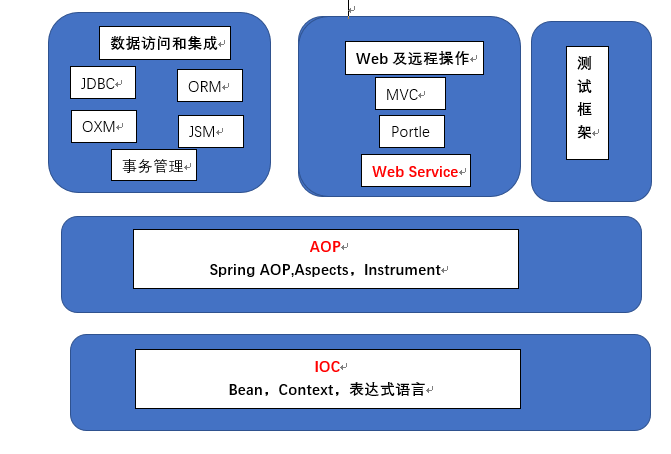 数据访问和集成
JDBC
ORM
OXM
JSM
事务管理
Web 及远程操作
MVC
Portle
Web Service
测
试
框
架
AOP
Spring AOP,Aspects，Instrument
IOC
Bean，Context，表达式语言